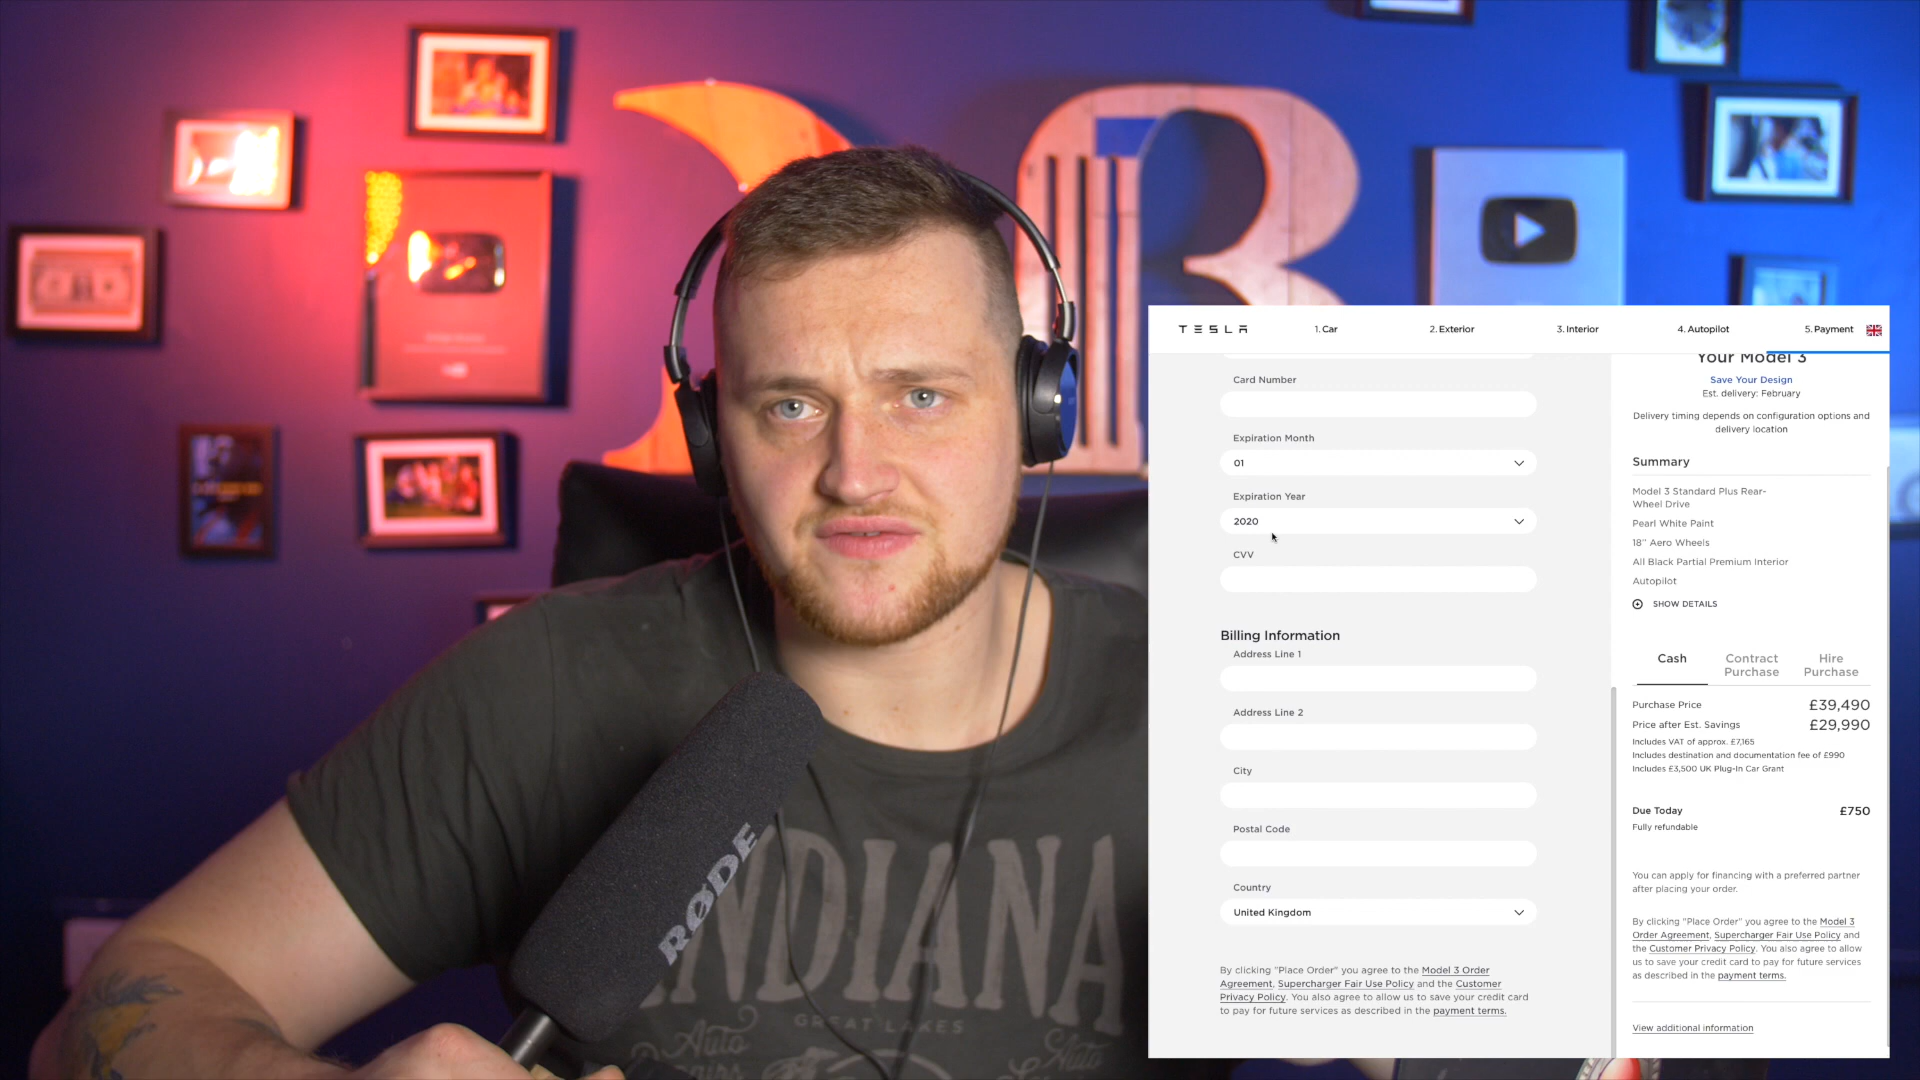 R
RØDE
INDIANA
GREAT LAKES
Auto
Auto
TESLA
1. Car
2. Exterior
3. Interior
4. Autopilot
5. Payment
Card Number
Expiration Month
01
Expiration Year
2020
CVV
Billing Information
Address Line 1
Address Line 2
City
Postal Code
Country
United Kingdom
By clicking "Place Order" you agree to the Model 3 Order
Agreement, Supercharger Fair Use Policy and the Customer
Privacy Policy. You also agree to allow us to save your credit card
to pay for future services as described in the payment terms.
Your Model 3
Save Your Design
Est. delivery: February
Delivery timing depends on configuration options and
delivery location
Summary
Model 3 Standard Plus Rear-
Wheel Drive
Pearl White Paint
18" Aero Wheels
All Black Partial Premium Interior
Autopilot
SHOW DETAILS
Cash
Contract
Purchase
Hire
Purchase
Purchase Price £39,490
Price after Est. Savings £29,990
Includes VAT of approx. £7,165
Includes destination and documentation fee of £990
Includes £3,500 UK Plug-In Car Grant
Due Today £750
Fully refundable
You can apply for financing with a preferred partner
after placing your order.
By clicking "Place Order" you agree to the Model 3
Order Agreement, Supercharger Fair Use Policy and
the Customer Privacy Policy. You also agree to allow
us to save your credit card to pay for future services
as described in the payment terms.
View additional information